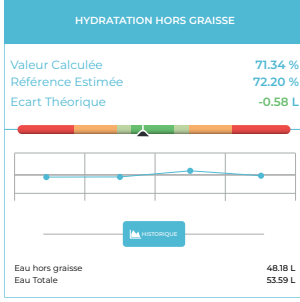 HYDRATATION HORS GRAISSE
Valeur Calculée 71.34 %
Référence Estimée 72.20 %
Ecart Théorique -0.58 L
HISTORIQUE
Eau hors graisse 48.18 L
Eau Totale 53.59 L